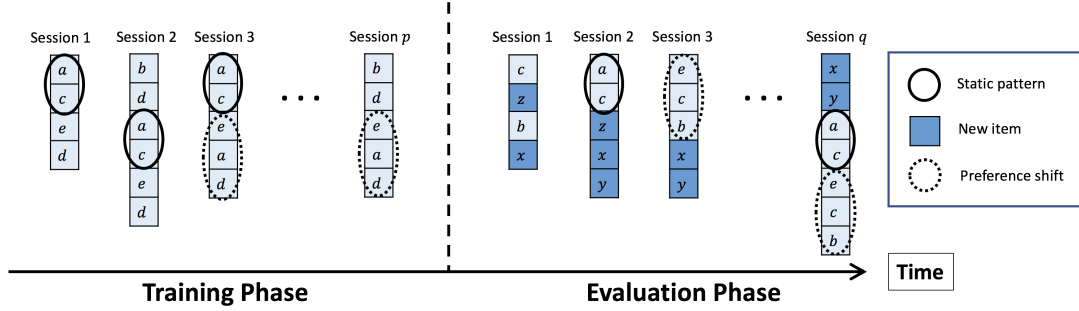 Session 1
a
c
e
d
Session 2
b
d
a
c
e
d
Session 3
a
c
e
a
d
Session p
b
d
e
a
d
Session 1
c
z
b
x
Session 2
a
c
z
x
y
Session 3
e
c
b
x
y
Session q
x
y
a
c
e
c
b
Static pattern
New item
Preference shift
Time
Training Phase
Evaluation Phase